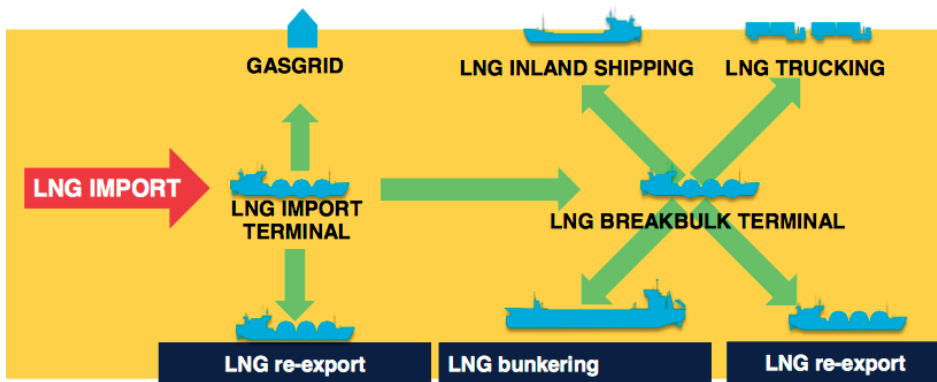 GASGRID
LNG INLAND SHIPPING
LNG TRUCKING
LNG IMPORT
LNG IMPORT
TERMINAL
LNG BREAKBULK TERMINAL
LNG re-export
LNG bunkering
LNG re-export